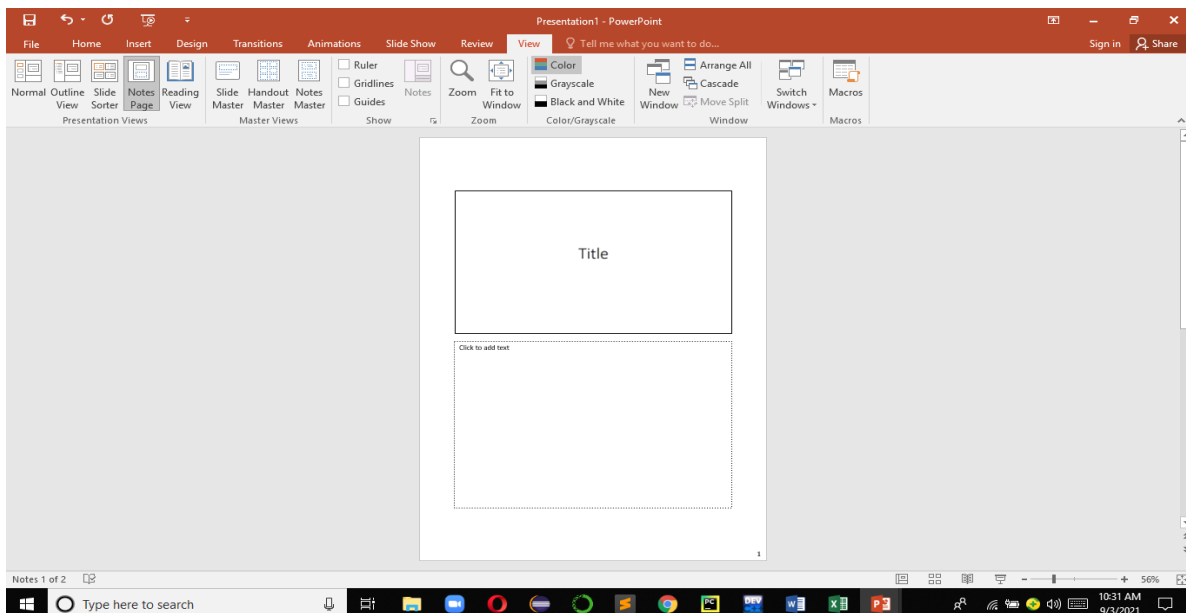 Presentation1 - PowerPoint
File Home Insert Design Transitions Animations Slide Show Review View Tell me what you want to do... Sign in Share
Normal Outline View Slide Sorter Notes Page Reading View
Presentation Views
Slide Master Handout Master Notes Master
Master Views
Ruler
Gridlines
Guides
Notes
Show
Zoom Fit to Window
Zoom
Color
Grayscale
Black and White
Color/Grayscale
New Window
Arrange All
Cascade
Move Split
Switch Windows
Window
Macros
Macros
Title
Click to add text
1
Notes 1 of 2
56%
Type here to search
PC
DEV
10:31 AM
9/3/2021